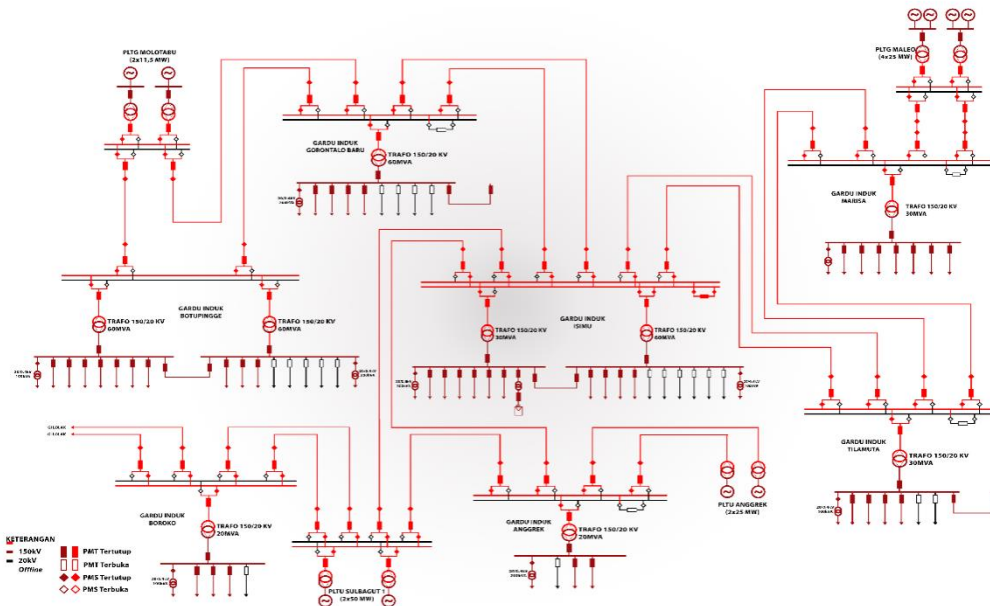 PLTG MOLOTABU
(2x11,5 MW)
PLTG MALEO
(4x25 MW)
GARDU INDUK
GORONTALO BARU
TRAFO 150/20 KV
60MVA
GARDU INDUK
MARISA
TRAFO 150/20 KV
30MVA
TRAFO 150/20 KV
60MVA
GARDU INDUK
BOTUPINGGE
TRAFO 150/20 KV
60MVA
TRAFO 150/20 KV
30MVA
GARDU INDUK
ISIMU
TRAFO 150/20 KV
60MVA
GARDU INDUK
TILAMUTA
TRAFO 150/20 KV
30MVA
GARDU INDUK
BOROKO
TRAFO 150/20 KV
20MVA
GARDU INDUK
ANGGREK
TRAFO 150/20 KV
20MVA
PLTU ANGGREK
(2x25 MW)
PLTU SULBAGUT 1
(2x50 MW)
KETERANGAN
150kV
20kV
Offline
PMT Tertutup
PMT Terbuka
PMS Tertutup
PMS Terbuka